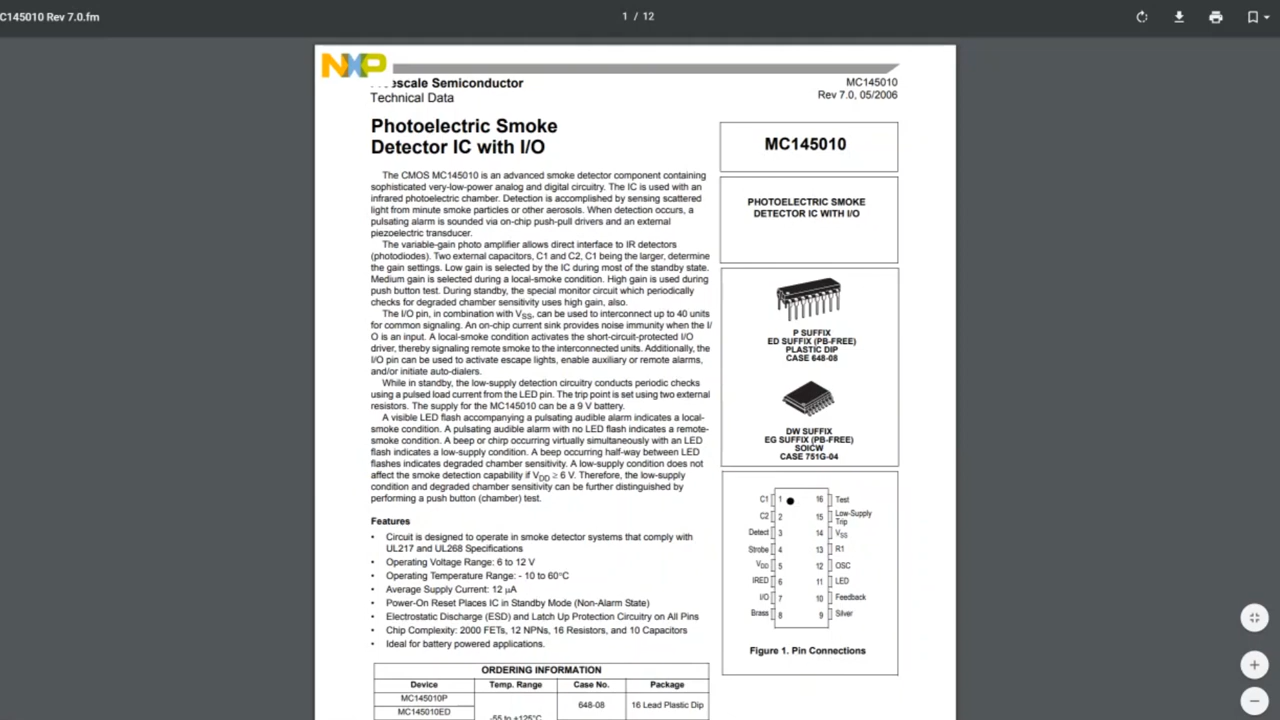 C145010 Rev 7.0.fm
1 / 12
NXP
escale Semiconductor
Technical Data
MC145010
Rev 7.0, 05/2006
Photoelectric Smoke
Detector IC with I/O
The CMOS MC145010 is an advanced smoke detector component containing
sophisticated very-low-power analog and digital circuitry. The IC is used with an
infrared photoelectric chamber. Detection is accomplished by sensing scattered
light from minute smoke particles or other aerosols. When detection occurs, a
pulsating alarm is sounded via on-chip push-pull drivers and an external
piezoelectric transducer.
The variable-gain photo amplifier allows direct interface to IR detectors
(photodiodes). Two external capacitors, C1 and C2, C1 being the larger, determine
the gain settings. Low gain is selected by the IC during most of the standby state.
Medium gain is selected during a local-smoke condition. High gain is used during
push button test. During standby, the special monitor circuit which periodically
checks for degraded chamber sensitivity uses high gain, also.
The I/O pin, in combination with VSS, can be used to interconnect up to 40 units
for common signaling. An on-chip current sink provides noise immunity when the I/
O is an input. A local-smoke condition activates the short-circuit-protected I/O
driver, thereby signaling remote smoke to the interconnected units. Additionally, the
I/O pin can be used to activate escape lights, enable auxiliary or remote alarms,
and/or initiate auto-dialers.
While in standby, the low-supply detection circuitry conducts periodic checks
using a pulsed load current from the LED pin. The trip point is set using two external
resistors. The supply for the MC145010 can be a 9 V battery.
A visible LED flash accompanying a pulsating audible alarm indicates a local-
smoke condition. A pulsating audible alarm with no LED flash indicates a remote-
smoke condition. A beep or chirp occurring virtually simultaneously with an LED
flash indicates a low-supply condition. A beep occurring half-way between LED
flashes indicates degraded chamber sensitivity. A low-supply condition does not
affect the smoke detection capability if VDD ≥ 6 V. Therefore, the low-supply
condition and degraded chamber sensitivity can be further distinguished by
performing a push button (chamber) test.
Features
• Circuit is designed to operate in smoke detector systems that comply with
UL217 and UL268 Specifications
• Operating Voltage Range: 6 to 12 V
• Operating Temperature Range: - 10 to 60°C
• Average Supply Current: 12 µA
• Power-On Reset Places IC in Standby Mode (Non-Alarm State)
• Electrostatic Discharge (ESD) and Latch Up Protection Circuitry on All Pins
• Chip Complexity: 2000 FETs, 12 NPNs, 16 Resistors, and 10 Capacitors
• Ideal for battery powered applications.
ORDERING INFORMATION
Device Temp. Range Case No. Package
MC145010P
648-08 16 Lead Plastic Dip
MC145010ED
-55 to +125°C
MC145010
PHOTOELECTRIC SMOKE
DETECTOR IC WITH I/O
P SUFFIX
ED SUFFIX (PB-FREE)
PLASTIC DIP
CASE 648-08
DW SUFFIX
EG SUFFIX (PB-FREE)
SOICW
CASE 751G-04
C1 1 16 Test
C2 2 15 Low-Supply Trip
Detect 3 14 VSS
Strobe 4 13 R1
VDD 5 12 OSC
IRED 6 11 LED
I/O 7 10 Feedback
Brass 8 9 Silver
Figure 1. Pin Connections